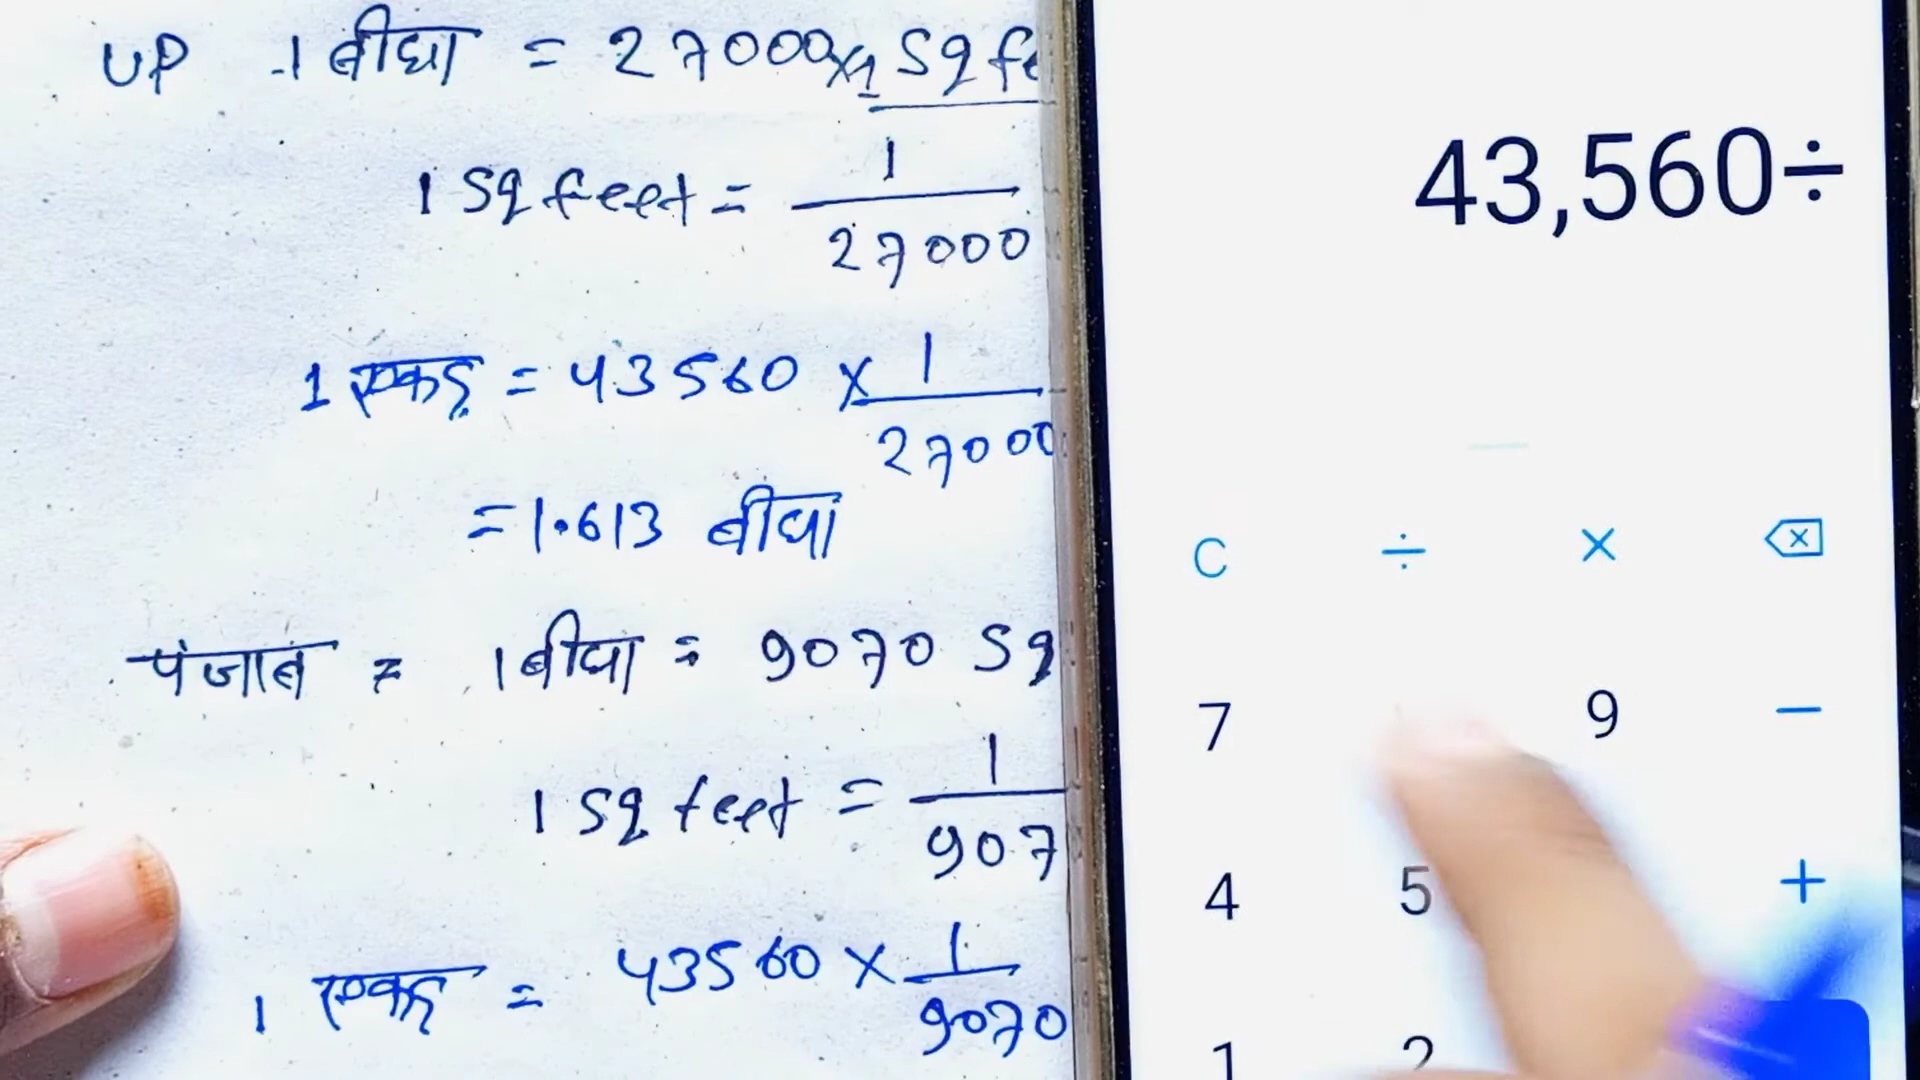 UP 1 बीघा = 27000x1 Sq fe
1 Sq feet = 1/27000
1 एकड़ = 43560 x 1/27000
= 1.613 बीघा
पंजाब = 1 बीघा = 9070 Sq
1 Sq feet = 1/907
1 एकड़ = 43560 x 1/9070
43,560÷
C ÷ ×
7 9 −
4 5 +
1 2